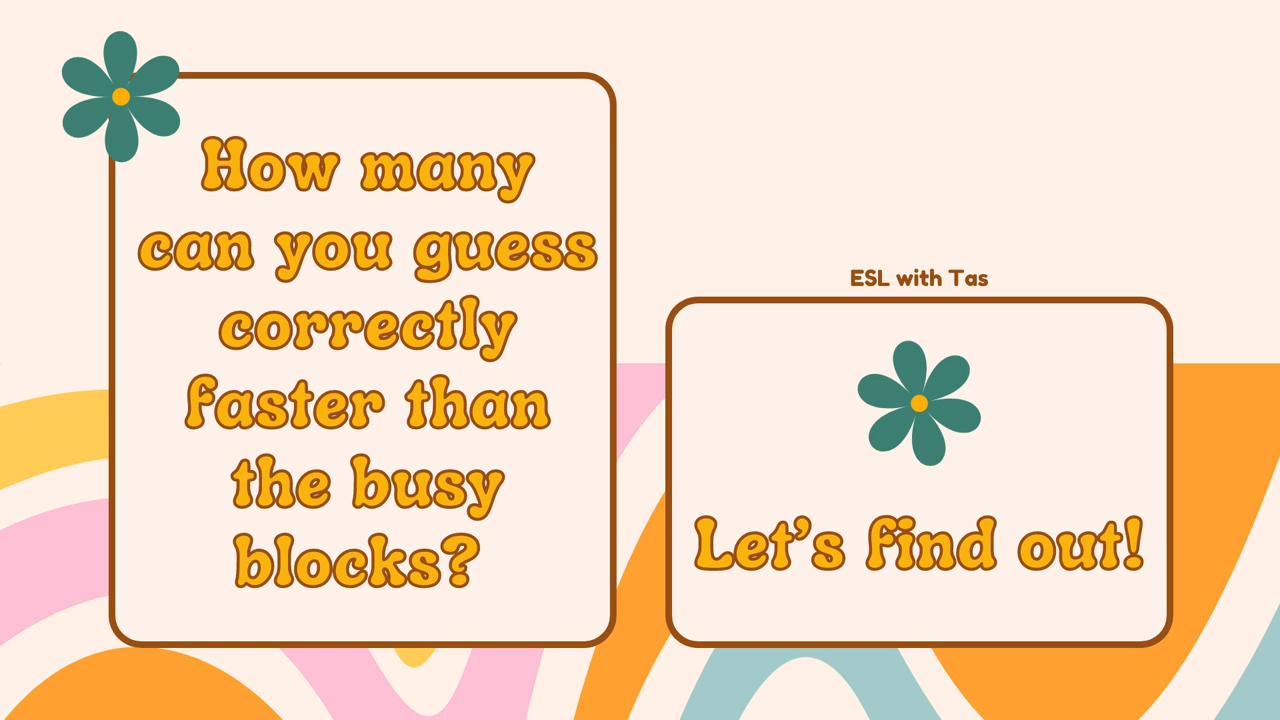 How many
can you guess
correctly
faster than
the busy
blocks?
ESL with Tas
Let's find out!